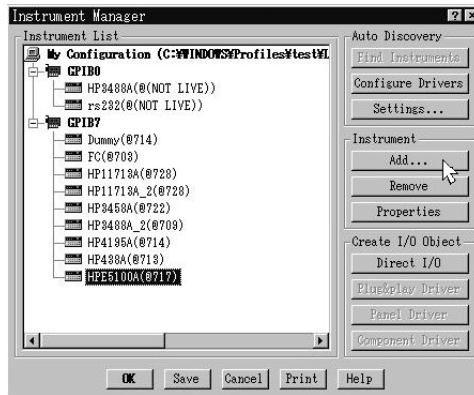 Instrument Manager
Instrument List
My Configuration (C:¥WINDOWS¥Profiles¥test¥L
GPIB0
HP3488A(@(NOT LIVE))
rs232(@(NOT LIVE))
GPIB7
Dummy(@714)
FC(@703)
HP11713A(@728)
HP11713A_2(@728)
HP3458A(@722)
HP3488A_2(@709)
HP4195A(@714)
HP438A(@713)
HPE5100A(@717)
Auto Discovery
Find Instruments
Configure Drivers
Settings...
Instrument
Add...
Remove
Properties
Create I/O Object
Direct I/O
Plug&play Driver
Panel Driver
Component Driver
OK Save Cancel Print Help